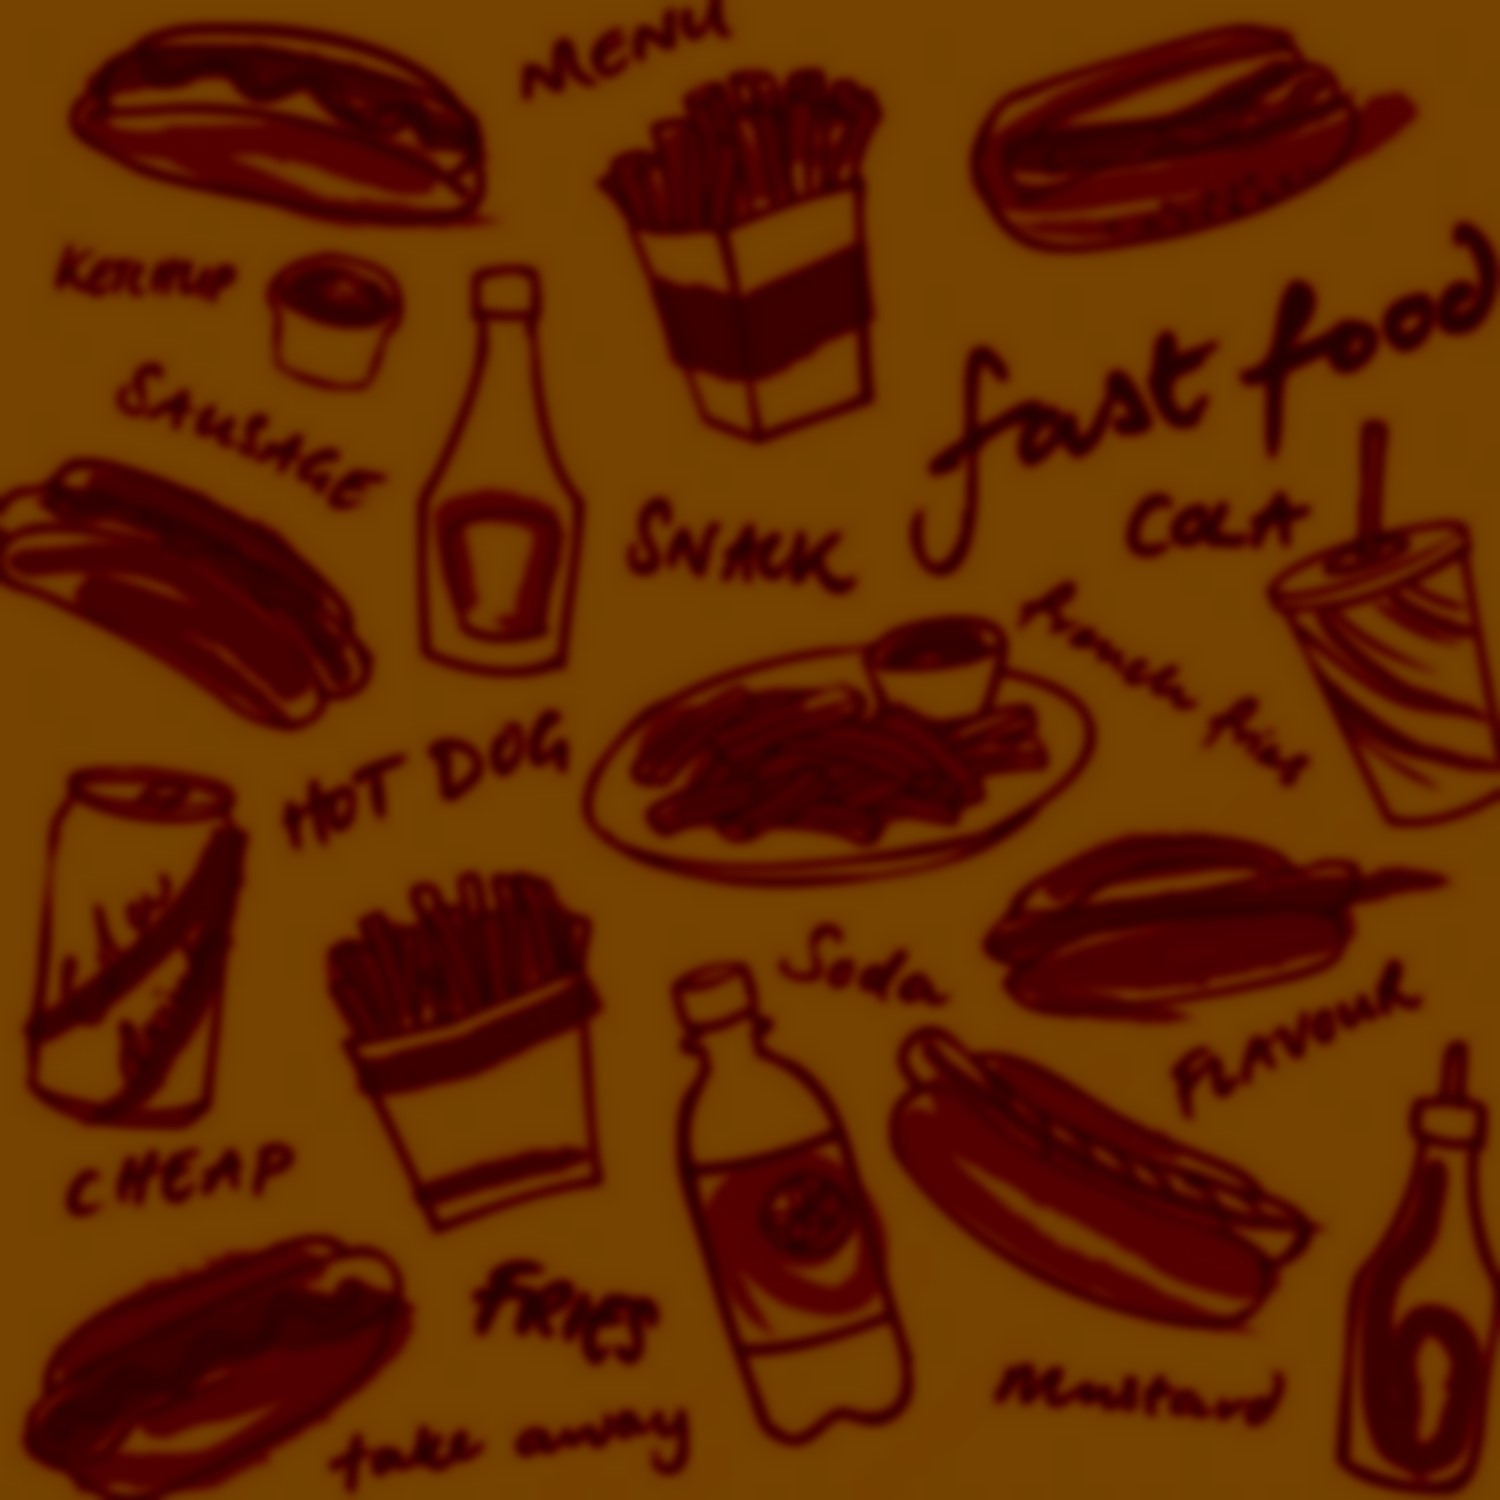 MENU
KETCHUP
SAUSAGE
fast food
COLA
SNACK
french fries
HOT DOG
Soda
FLAVOUR
CHEAP
FRIES
take away
Mustard